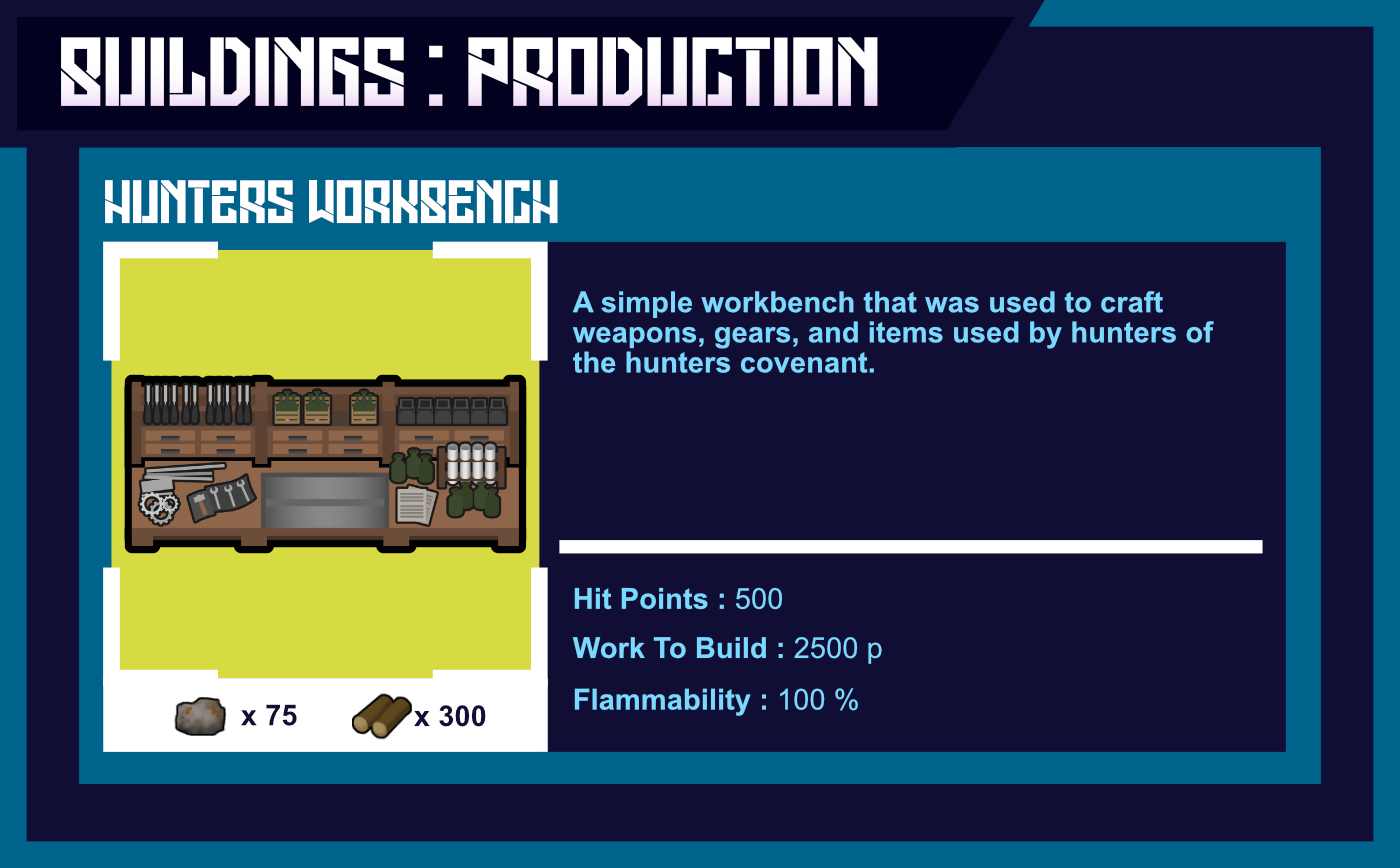 BUILDINGS : PRODUCTION
HUNTERS WORKBENCH
A simple workbench that was used to craft
weapons, gears, and items used by hunters of
the hunters covenant.
Hit Points : 500
Work To Build : 2500 p
Flammability : 100 %
x 75
x 300